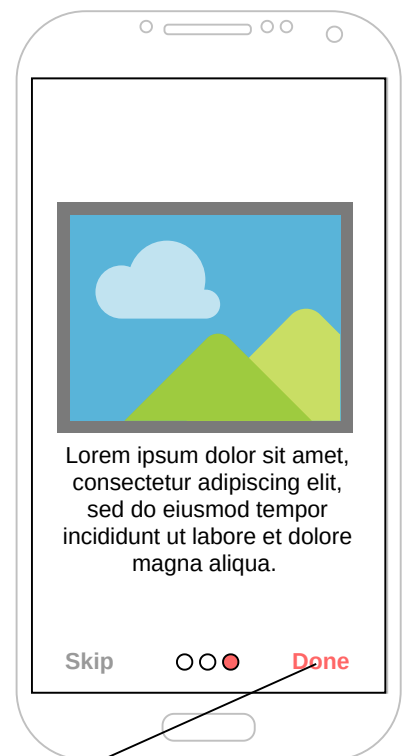 Lorem ipsum dolor sit amet,
consectetur adipiscing elit,
sed do eiusmod tempor
incididunt ut labore et dolore
magna aliqua.
Skip
Done